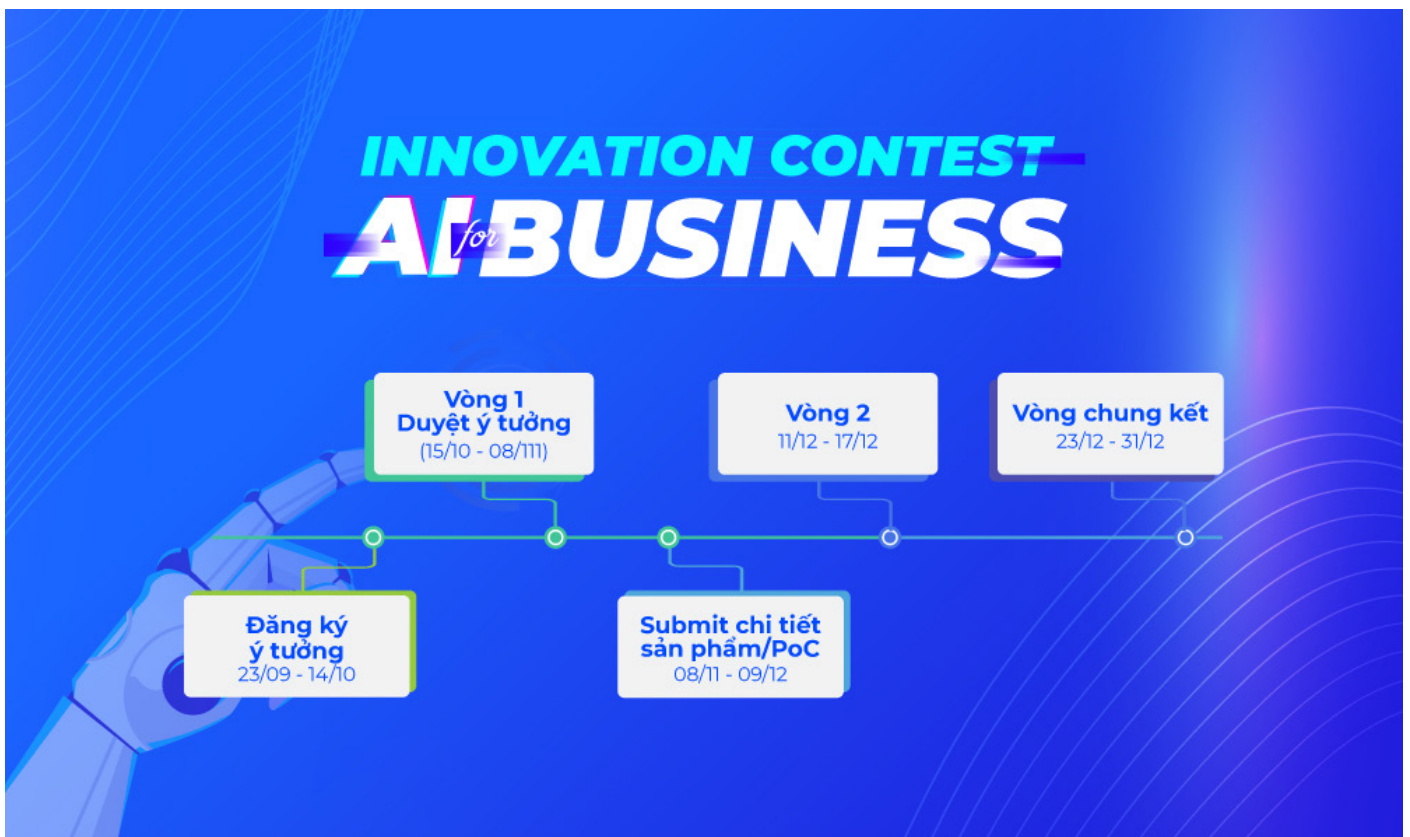 INNOVATION CONTEST
AI for BUSINESS
Vòng 1
Duyệt ý tưởng
(15/10 - 08/111)
Vòng 2
11/12 - 17/12
Vòng chung kết
23/12 - 31/12
Đăng ký
ý tưởng
23/09 - 14/10
Submit chi tiết
sản phẩm/PoC
08/11 - 09/12